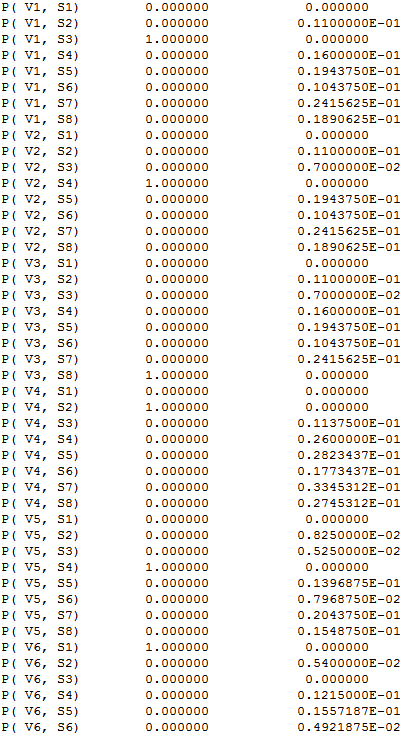 P( V1, S1) 0.000000 0.000000
P( V1, S2) 0.000000 0.1100000E-01
P( V1, S3) 1.000000 0.000000
P( V1, S4) 0.000000 0.1600000E-01
P( V1, S5) 0.000000 0.1943750E-01
P( V1, S6) 0.000000 0.1043750E-01
P( V1, S7) 0.000000 0.2415625E-01
P( V1, S8) 0.000000 0.1890625E-01
P( V2, S1) 0.000000 0.000000
P( V2, S2) 0.000000 0.1100000E-01
P( V2, S3) 0.000000 0.7000000E-02
P( V2, S4) 1.000000 0.000000
P( V2, S5) 0.000000 0.1943750E-01
P( V2, S6) 0.000000 0.1043750E-01
P( V2, S7) 0.000000 0.2415625E-01
P( V2, S8) 0.000000 0.1890625E-01
P( V3, S1) 0.000000 0.000000
P( V3, S2) 0.000000 0.1100000E-01
P( V3, S3) 0.000000 0.7000000E-02
P( V3, S4) 0.000000 0.1600000E-01
P( V3, S5) 0.000000 0.1943750E-01
P( V3, S6) 0.000000 0.1043750E-01
P( V3, S7) 0.000000 0.2415625E-01
P( V3, S8) 1.000000 0.000000
P( V4, S1) 0.000000 0.000000
P( V4, S2) 1.000000 0.000000
P( V4, S3) 0.000000 0.1137500E-01
P( V4, S4) 0.000000 0.2600000E-01
P( V4, S5) 0.000000 0.2823437E-01
P( V4, S6) 0.000000 0.1773437E-01
P( V4, S7) 0.000000 0.3345312E-01
P( V4, S8) 0.000000 0.2745312E-01
P( V5, S1) 0.000000 0.000000
P( V5, S2) 0.000000 0.8250000E-02
P( V5, S3) 0.000000 0.5250000E-02
P( V5, S4) 1.000000 0.000000
P( V5, S5) 0.000000 0.1396875E-01
P( V5, S6) 0.000000 0.7968750E-02
P( V5, S7) 0.000000 0.2043750E-01
P( V5, S8) 0.000000 0.1548750E-01
P( V6, S1) 1.000000 0.000000
P( V6, S2) 0.000000 0.5400000E-02
P( V6, S3) 0.000000 0.000000
P( V6, S4) 0.000000 0.1215000E-01
P( V6, S5) 0.000000 0.1557187E-01
P( V6, S6) 0.000000 0.4921875E-02